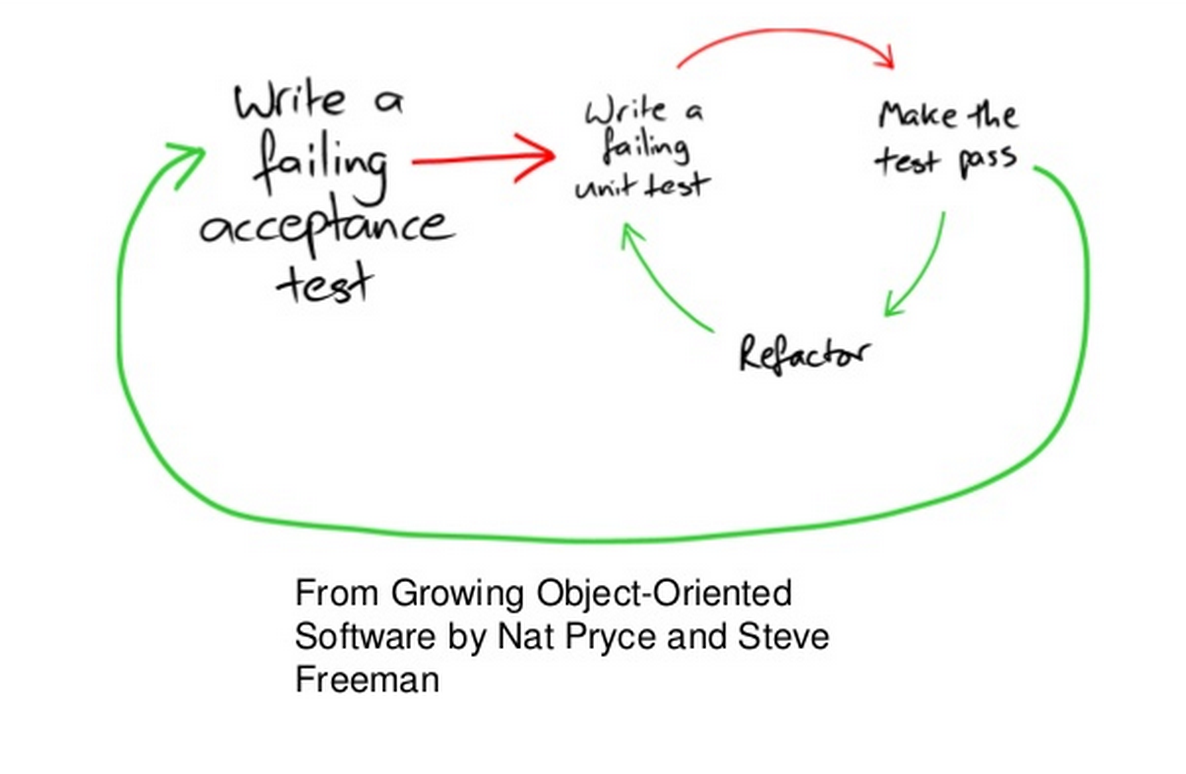 Write a
failing
acceptance
test
Write a
failing
unit test
Make the
test pass
Refactor
From Growing Object-Oriented
Software by Nat Pryce and Steve
Freeman